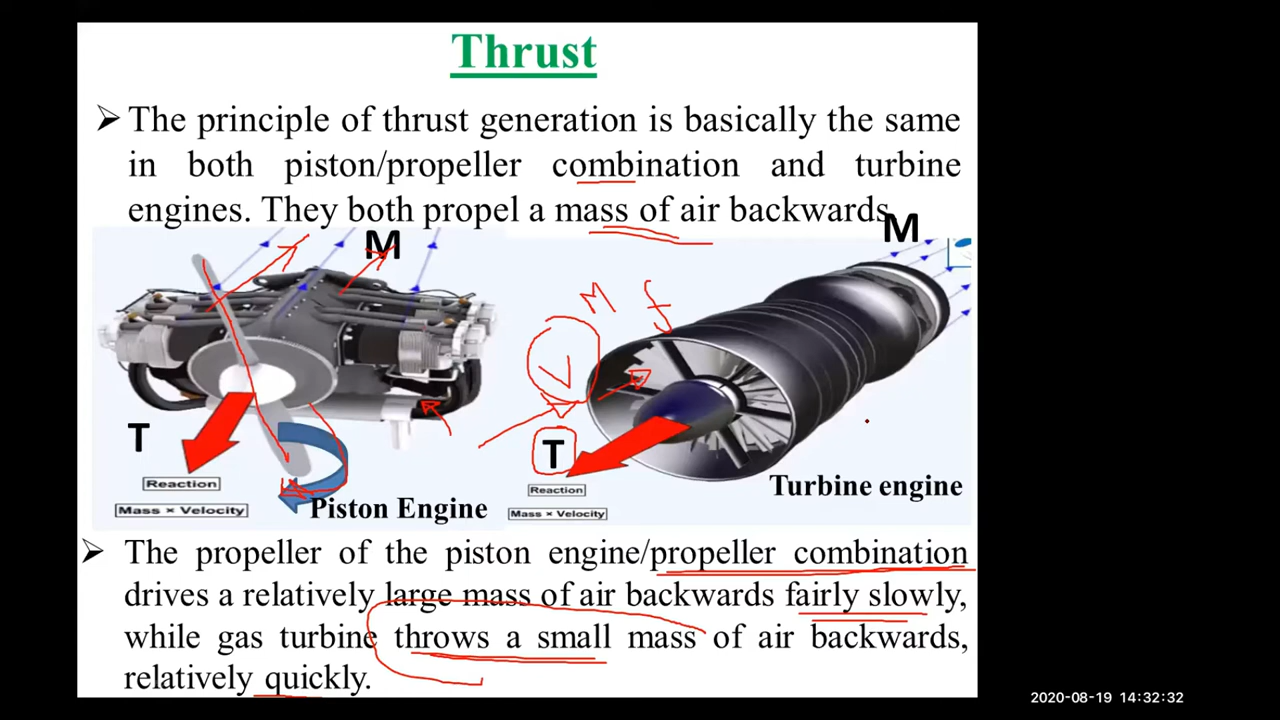 Thrust
➢ The principle of thrust generation is basically the same
in both piston/propeller combination and turbine
engines. They both propel a mass of air backwards.
M
M
M
T
T
Reaction
Mass × Velocity
Piston Engine
Reaction
Mass × Velocity
Turbine engine
➢ The propeller of the piston engine/propeller combination
drives a relatively large mass of air backwards fairly slowly,
while gas turbine throws a small mass of air backwards,
relatively quickly.
2020-08-19 14:32:32